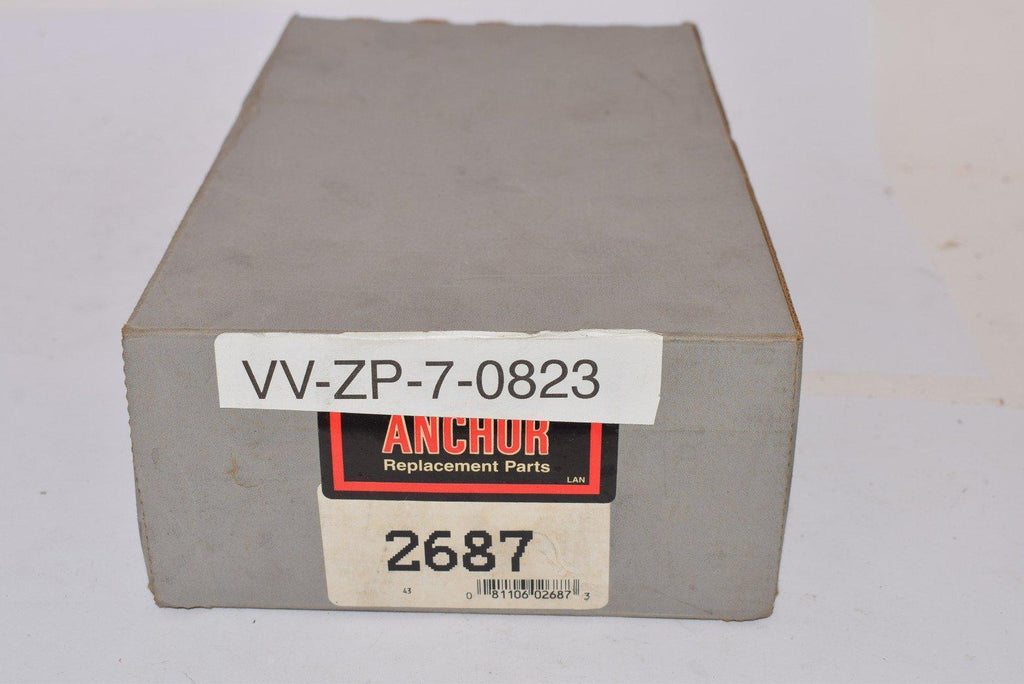 VV-ZP-7-0823
ANCHOR
Replacement Parts
LAN
2687
43
0 81106 02687 3